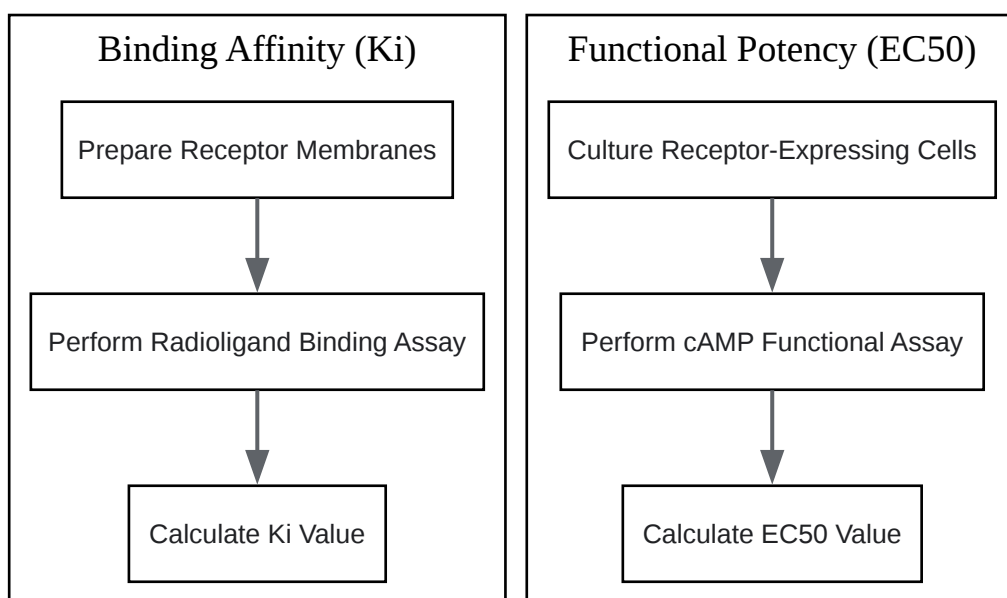 Binding Affinity (Ki)
Prepare Receptor Membranes
Perform Radioligand Binding Assay
Calculate Ki Value
Functional Potency (EC50)
Culture Receptor-Expressing Cells
Perform cAMP Functional Assay
Calculate EC50 Value